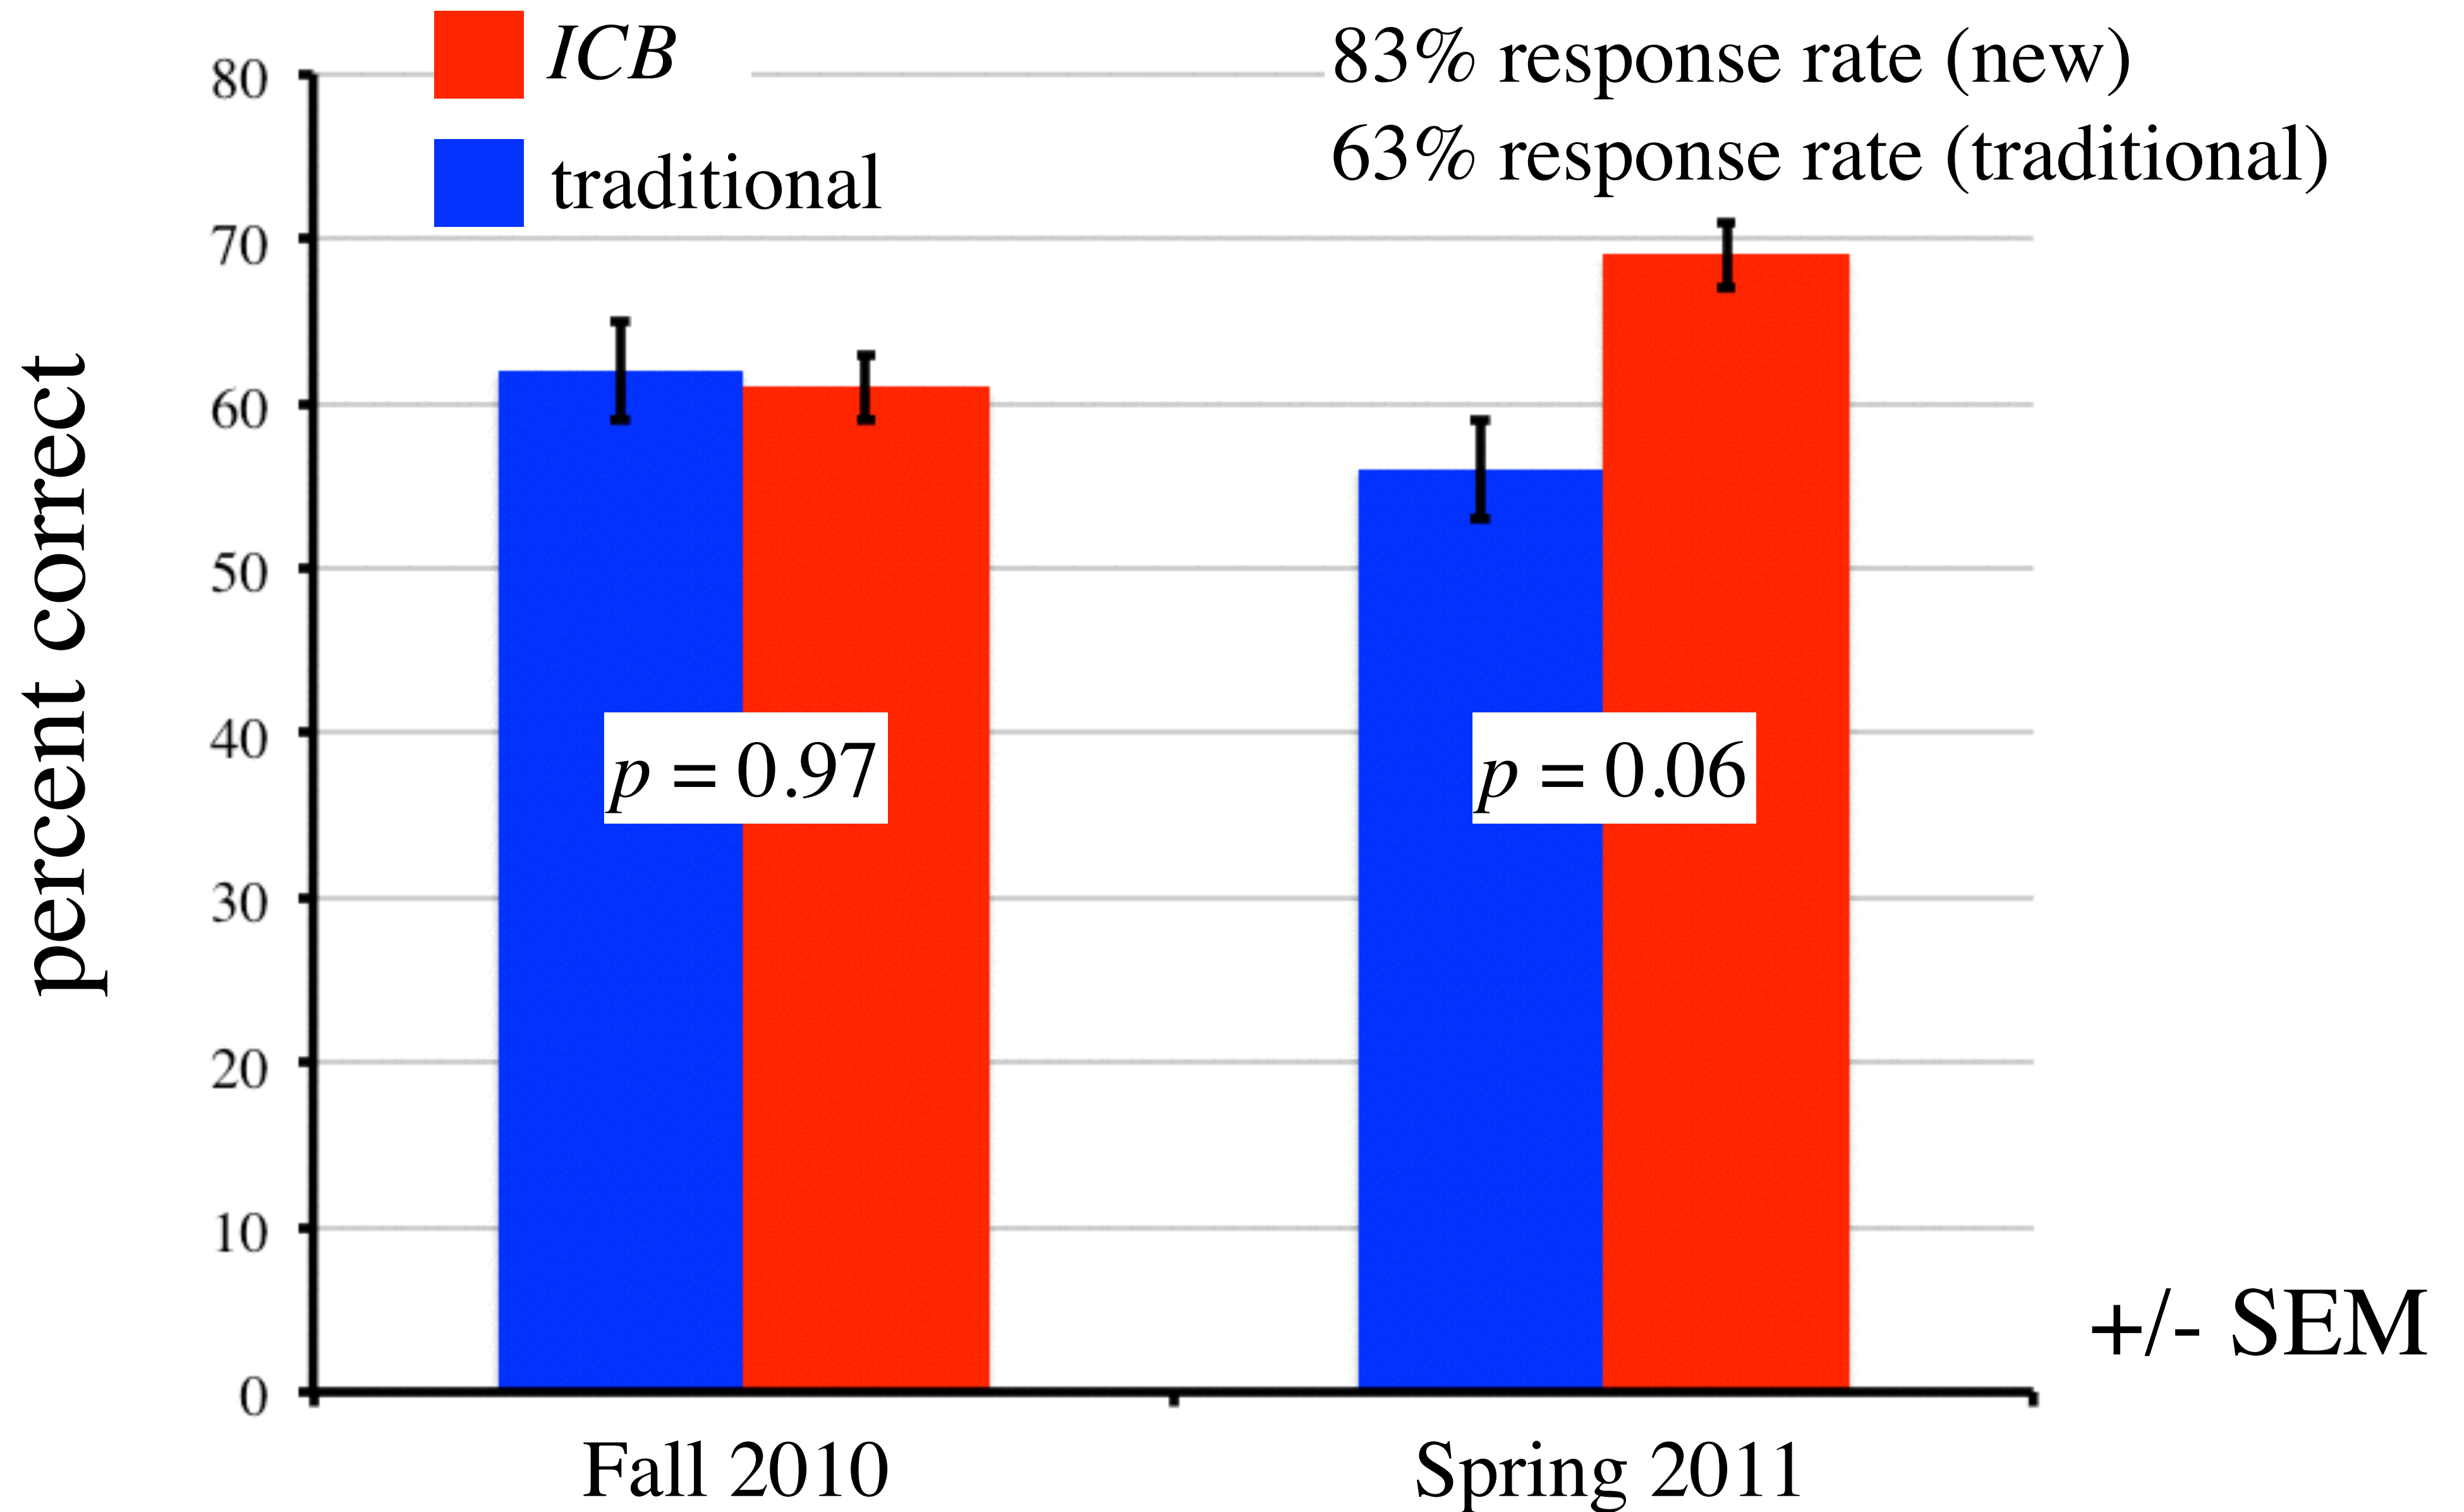 ICB
83% response rate (new)
traditional
63% response rate (traditional)
percent correct
80
70
60
50
40
30
20
10
0
p = 0.97
p = 0.06
+/- SEM
Fall 2010
Spring 2011